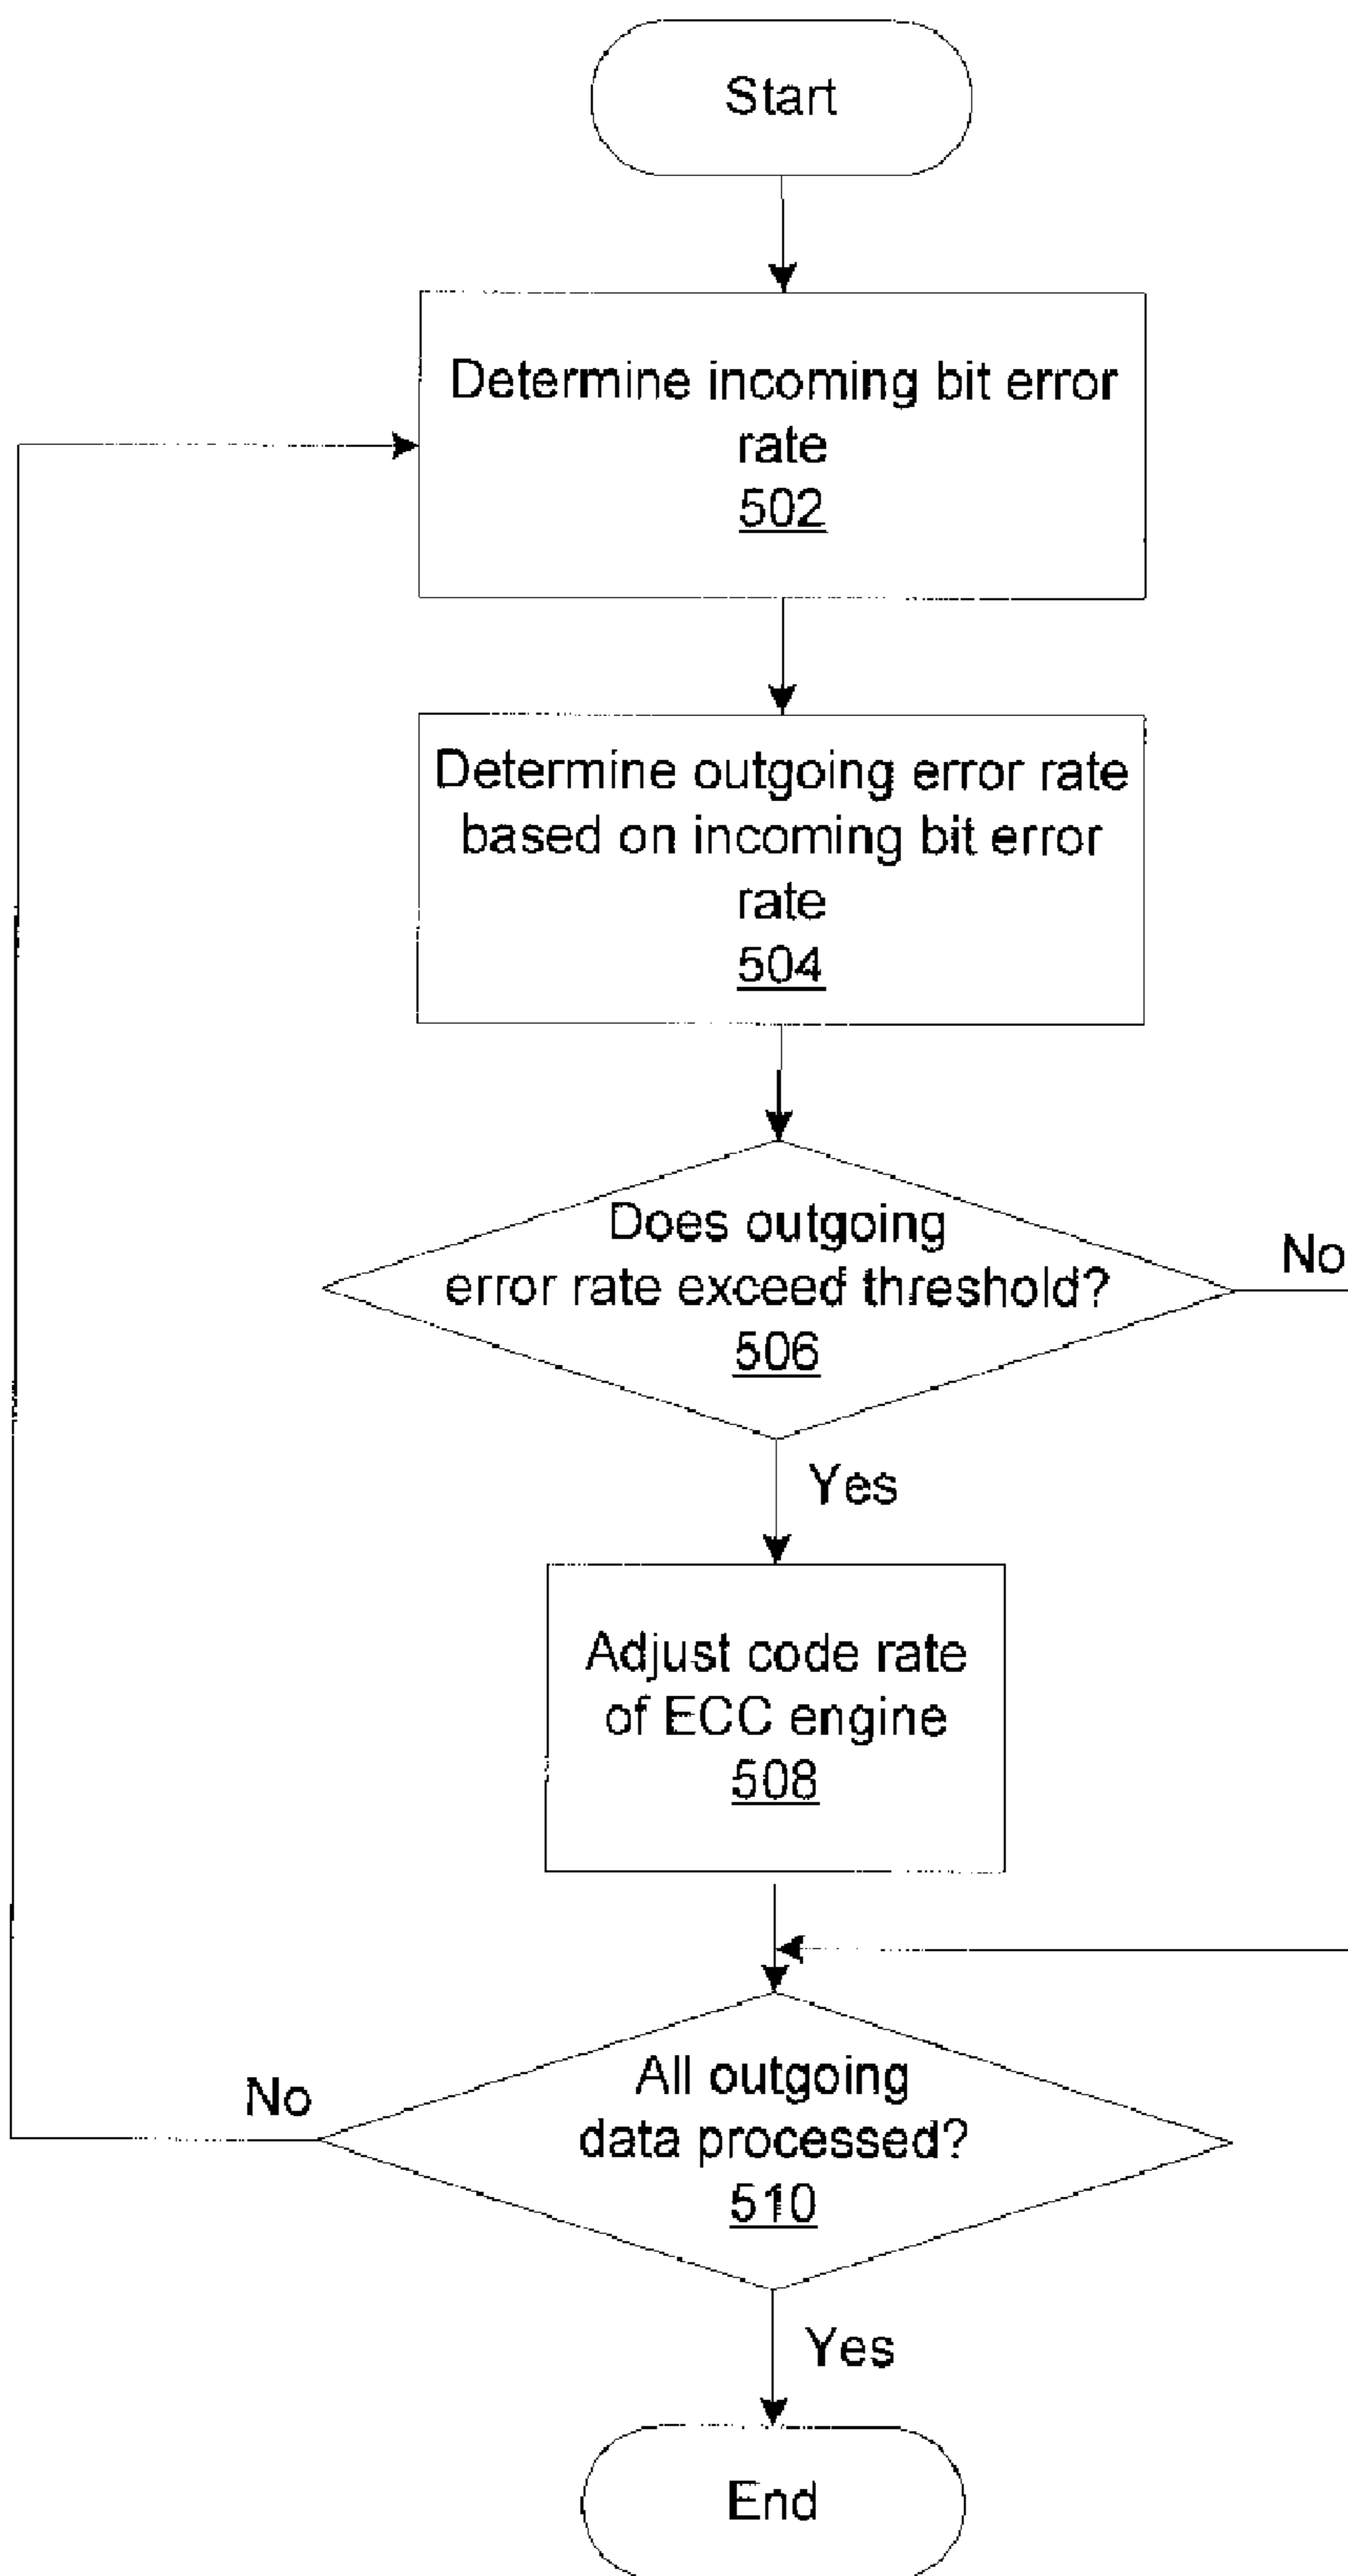 Start
Determine incoming bit error
rate
502
Determine outgoing error rate
based on incoming bit error
rate
504
Does outgoing
error rate exceed threshold?
506
No
Yes
Adjust code rate
of ECC engine
508
All outgoing
data processed?
510
No
Yes
End